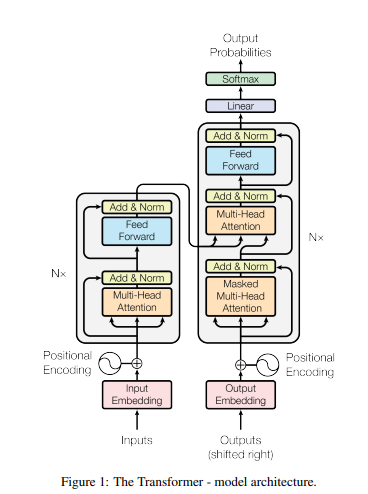 Output
Probabilities
Softmax
Linear
Add & Norm
Feed
Forward
Add & Norm
Multi-Head
Attention
Add & Norm
Masked
Multi-Head
Attention
N×
Add & Norm
Feed
Forward
Add & Norm
Multi-Head
Attention
N×
Positional
Encoding
Positional
Encoding
Input
Embedding
Output
Embedding
Inputs
Outputs
(shifted right)
Figure 1: The Transformer - model architecture.